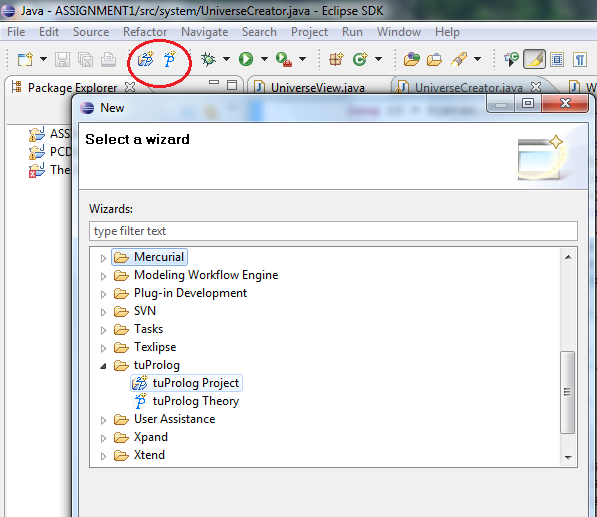 Java - ASSIGNMENT1/src/system/UniverseCreator.java - Eclipse SDK
File Edit Source Refactor Navigate Search Project Run Window Help
Package Explorer
UniverseView.java
UniverseCreator.java
W
New
ASS
PCD
The
Select a wizard
Wizards:
type filter text
Mercurial
Modeling Workflow Engine
Plug-in Development
SVN
Tasks
Texlipse
tuProlog
tuProlog Project
tuProlog Theory
User Assistance
Xpand
Xtend